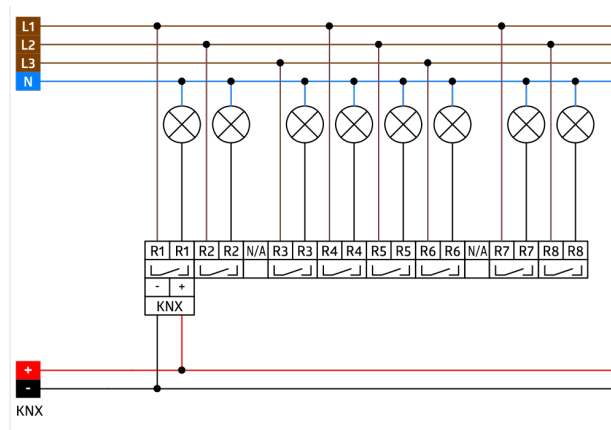 L1
L2
L3
N
R1 R1 R2 R2 N/A R3 R3 R4 R4 R5 R5 R6 R6 N/A R7 R7 R8 R8
- +
KNX
+
-
KNX